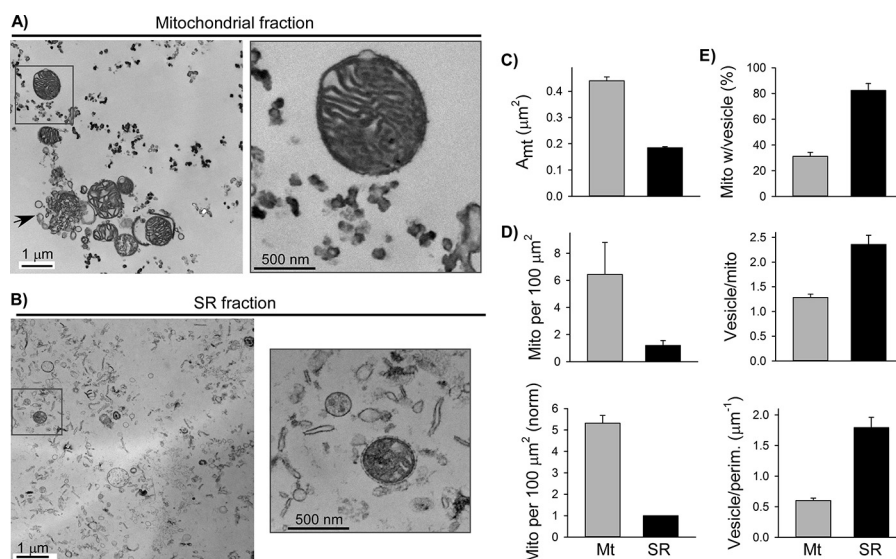 A) Mitochondrial fraction
1 μm
500 nm
B) SR fraction
1 μm
500 nm
C)
A_mt (μm²)
0.4
0.3
0.2
0.1
0.0
D)
Mito per 100 μm²
8
6
4
2
0
Mito per 100 μm² (norm)
6
5
4
3
2
1
0
Mt SR
E)
Mito w/vesicle (%)
100
80
60
40
20
0
Vesicle/mito
2.5
2.0
1.5
1.0
0.5
0.0
Vesicle/perim. (μm⁻¹)
2.0
1.5
1.0
0.5
0.0
Mt SR